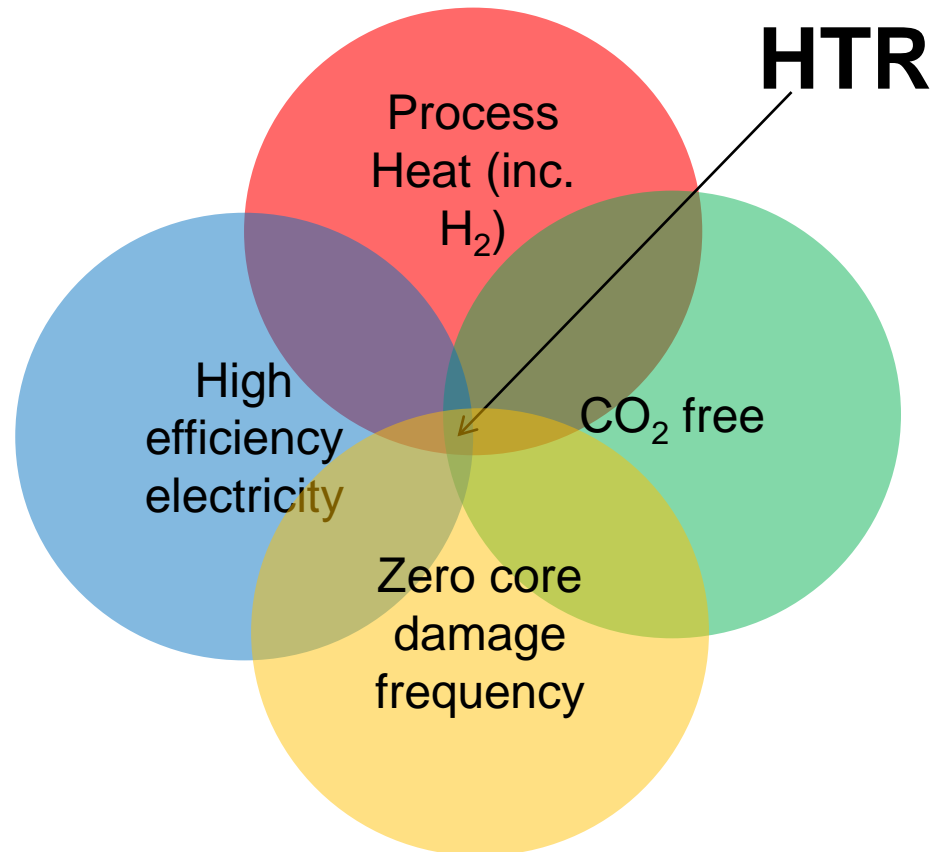 HTR
Process
Heat (inc.
H₂)
High
efficiency
electricity
CO₂ free
Zero core
damage
frequency